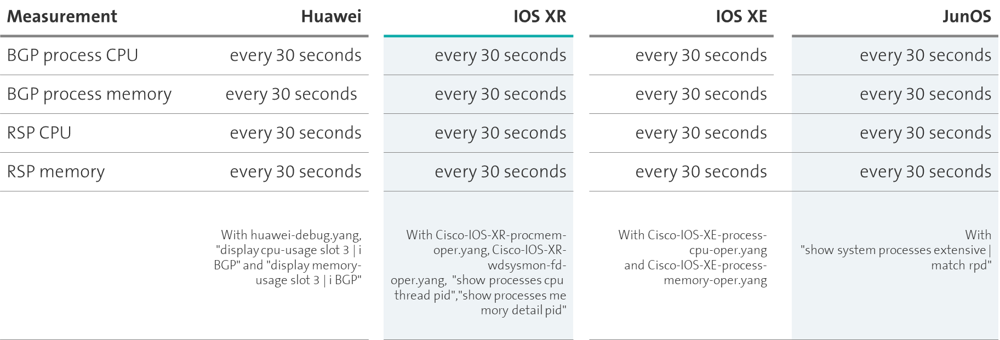 Measurement Huawei IOS XR IOS XE JunOS
BGP process CPU every 30 seconds every 30 seconds every 30 seconds every 30 seconds
BGP process memory every 30 seconds every 30 seconds every 30 seconds every 30 seconds
RSP CPU every 30 seconds every 30 seconds every 30 seconds every 30 seconds
RSP memory every 30 seconds every 30 seconds every 30 seconds every 30 seconds
With huawei-debug.yang,
"display cpu-usage slot 3 | i
BGP" and "display memory-
usage slot 3 | i BGP"
With Cisco-IOS-XR-procmem-
oper.yang, Cisco-IOS-XR-
wdsysmon-fd-
oper.yang, "show processes cpu
thread pid","show processes me
mory detail pid"
With Cisco-IOS-XE-process-
cpu-oper.yang
and Cisco-IOS-XE-process-
memory-oper.yang
With
"show system processes extensive |
match rpd"